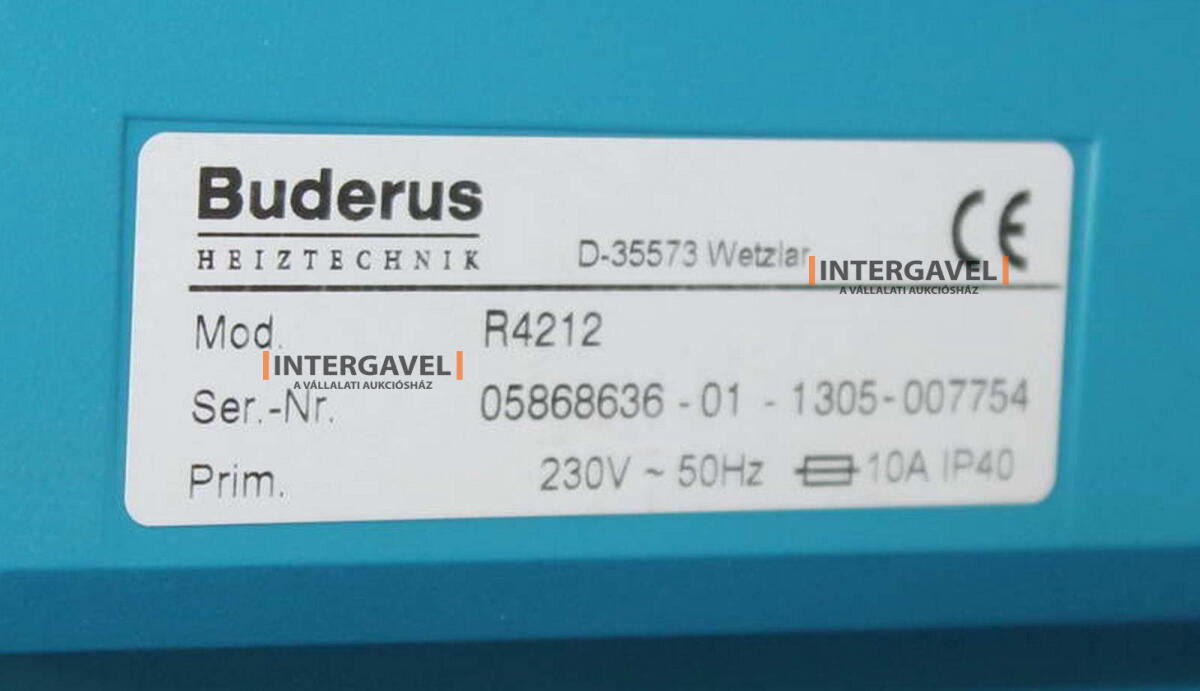 Buderus
HEIZTECHNIK
D-35573 Wetzlar
CE
INTERGAVEL
A VÁLLALATI AUKCIÓSHÁZ
Mod. R4212
INTERGAVEL
A VÁLLALATI AUKCIÓSHÁZ
Ser.-Nr. 05868636 - 01 - 1305-007754
Prim. 230V ~ 50Hz 10A IP40